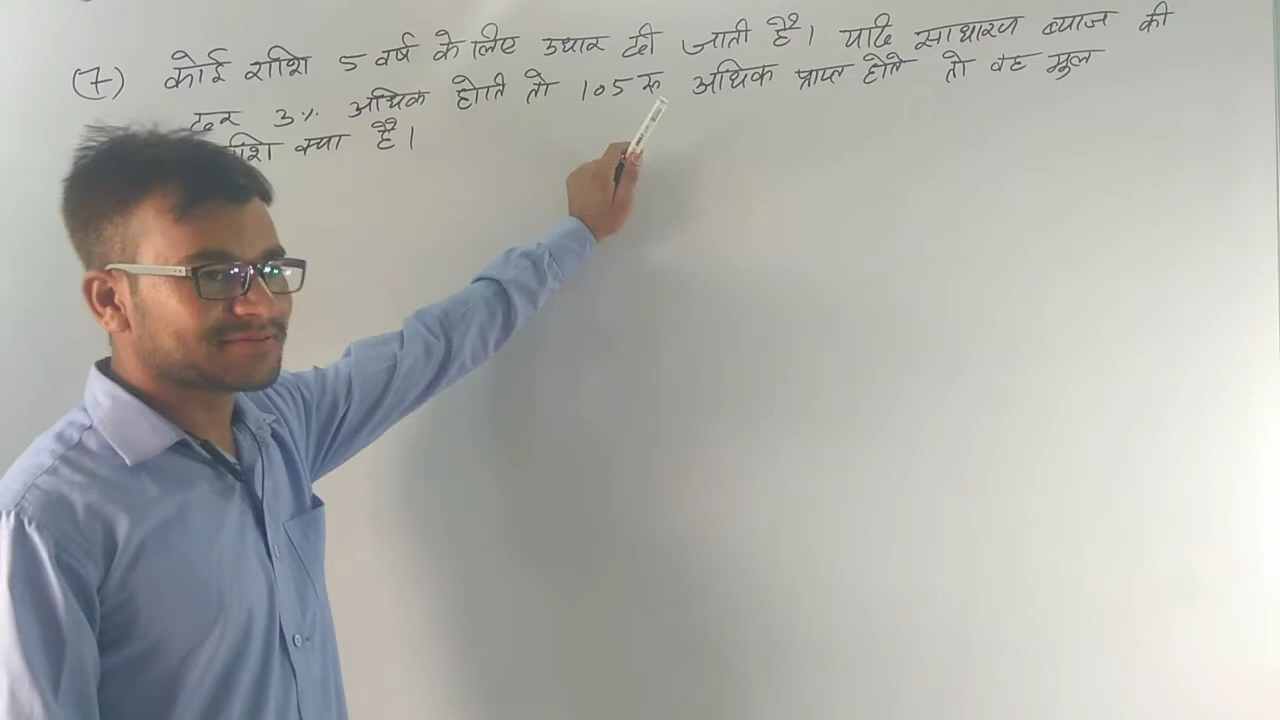 (7) कोई राशि 5 वर्ष के लिए उधार दी जाती है। यदि साधारण ब्याज की
दर 3% अधिक होती तो 105 रू अधिक प्राप्त होते तो वह मुल
क्या है।